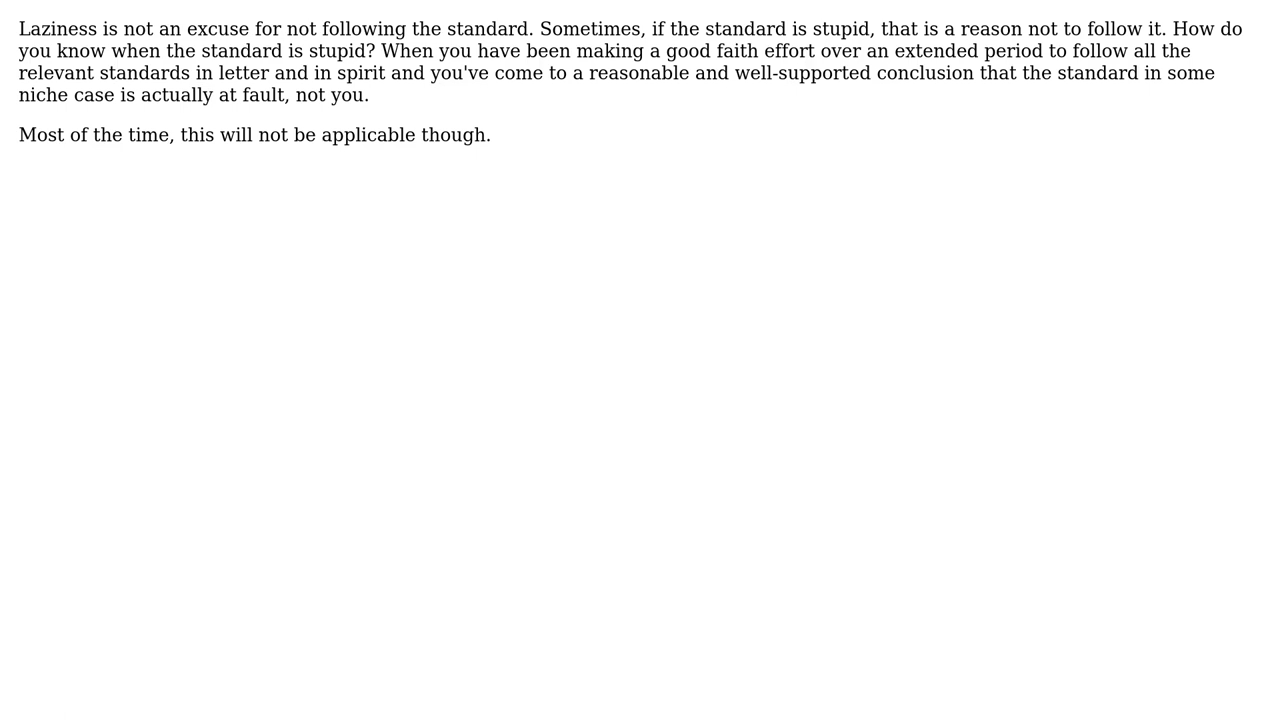 Laziness is not an excuse for not following the standard. Sometimes, if the standard is stupid, that is a reason not to follow it. How do
you know when the standard is stupid? When you have been making a good faith effort over an extended period to follow all the
relevant standards in letter and in spirit and you've come to a reasonable and well-supported conclusion that the standard in some
niche case is actually at fault, not you.
Most of the time, this will not be applicable though.